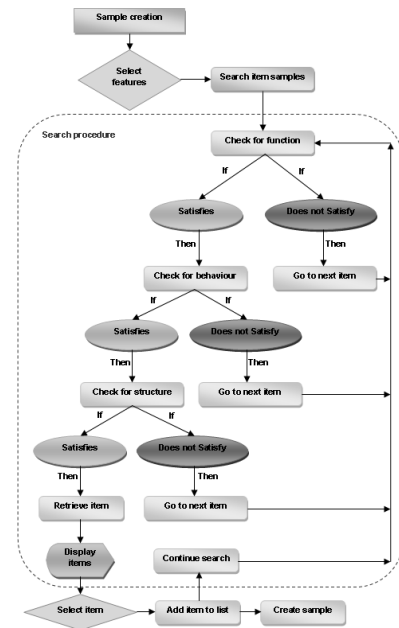 Sample creation
Select
features
Search item samples
Search procedure
Check for function
If
If
Satisfies
Does not Satisfy
Then
Then
Check for behaviour
Go to next item
If
If
Satisfies
Does not Satisfy
Then
Then
Check for structure
Go to next item
If
If
Satisfies
Does not Satisfy
Then
Then
Retrieve item
Go to next item
Display
items
Continue search
Select item
Add item to list
Create sample